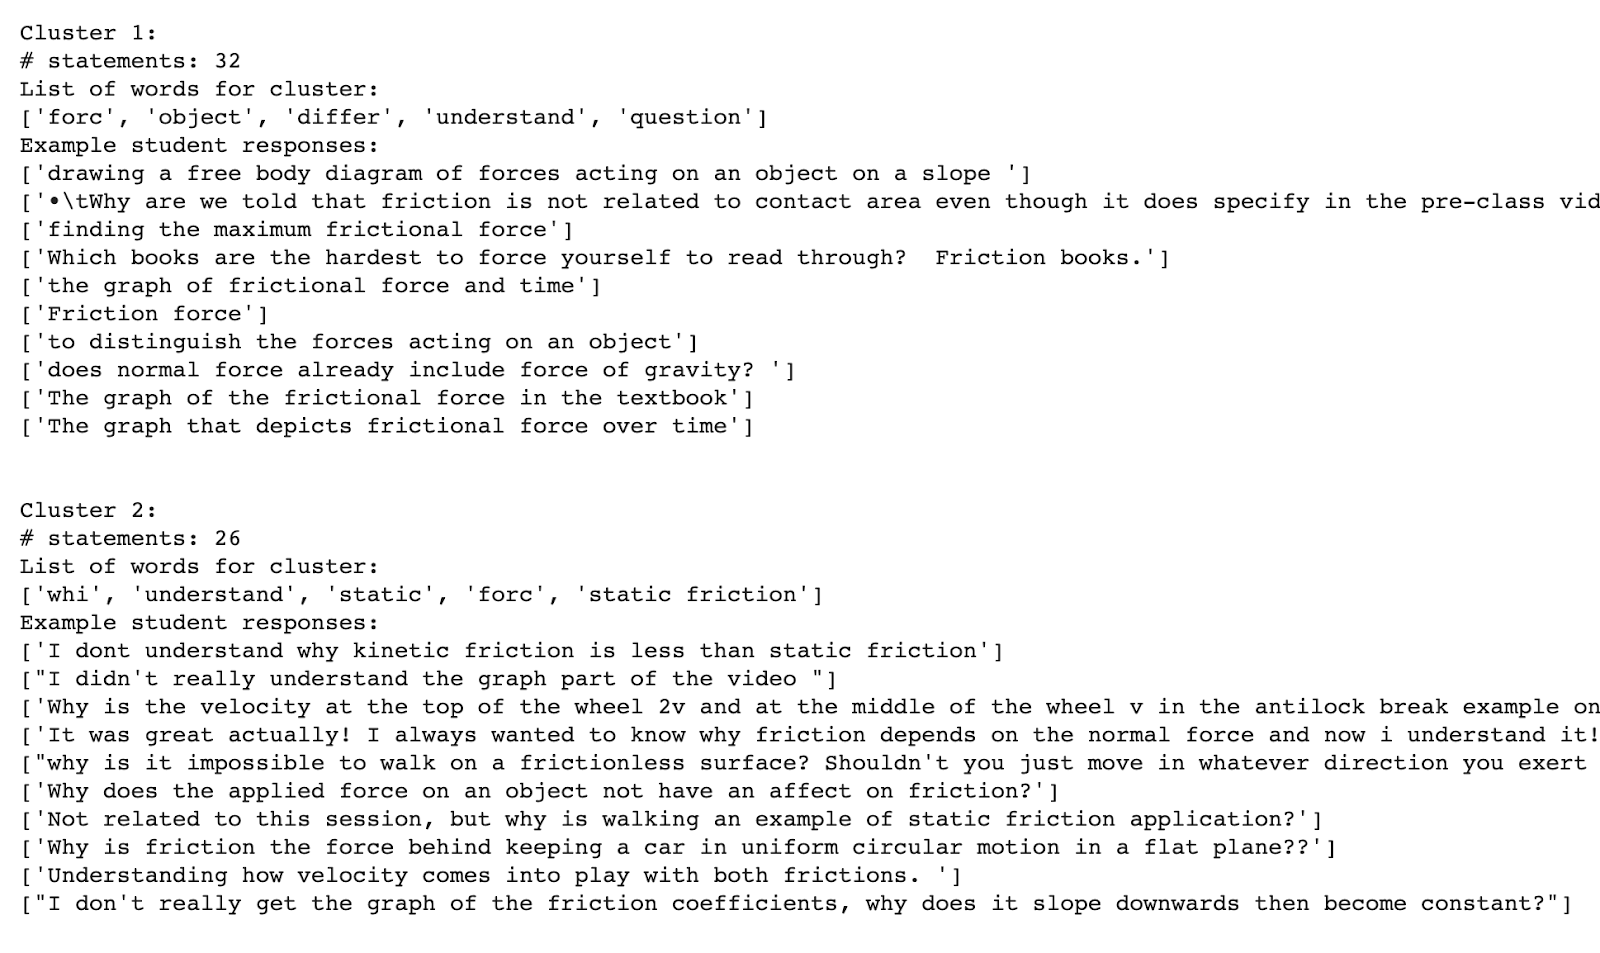 Cluster 1:
# statements: 32
List of words for cluster:
['forc', 'object', 'differ', 'understand', 'question']
Example student responses:
['drawing a free body diagram of forces acting on an object on a slope ']
['•\tWhy are we told that friction is not related to contact area even though it does specify in the pre-class vid
['finding the maximum frictional force']
['Which books are the hardest to force yourself to read through?  Friction books.']
['the graph of frictional force and time']
['Friction force']
['to distinguish the forces acting on an object']
['does normal force already include force of gravity? ']
['The graph of the frictional force in the textbook']
['The graph that depicts frictional force over time']
Cluster 2:
# statements: 26
List of words for cluster:
['whi', 'understand', 'static', 'forc', 'static friction']
Example student responses:
['I dont understand why kinetic friction is less than static friction']
["I didn't really understand the graph part of the video "]
['Why is the velocity at the top of the wheel 2v and at the middle of the wheel v in the antilock break example on
['It was great actually! I always wanted to know why friction depends on the normal force and now i understand it!
["why is it impossible to walk on a frictionless surface? Shouldn't you just move in whatever direction you exert
['Why does the applied force on an object not have an affect on friction?']
['Not related to this session, but why is walking an example of static friction application?']
['Why is friction the force behind keeping a car in uniform circular motion in a flat plane??']
['Understanding how velocity comes into play with both frictions. ']
["I don't really get the graph of the friction coefficients, why does it slope downwards then become constant?"]